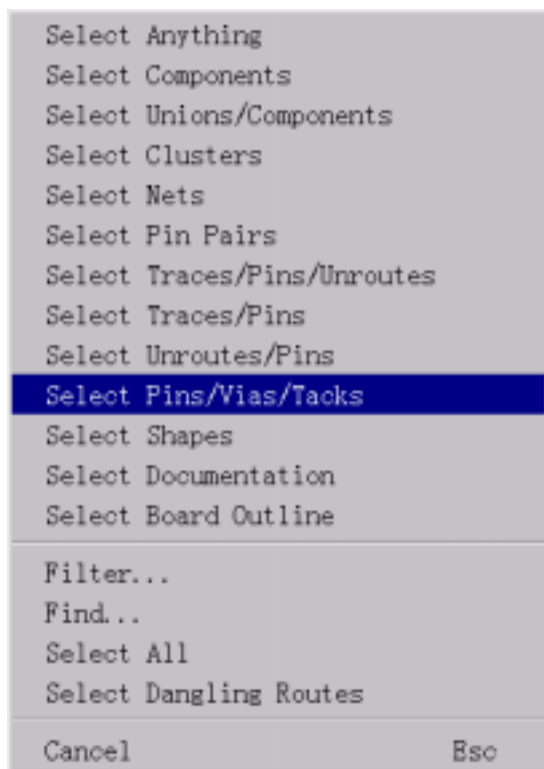 Select Anything
Select Components
Select Unions/Components
Select Clusters
Select Nets
Select Pin Pairs
Select Traces/Pins/Unroutes
Select Traces/Pins
Select Unroutes/Pins
Select Pins/Vias/Tacks
Select Shapes
Select Documentation
Select Board Outline
Filter...
Find...
Select All
Select Dangling Routes
Cancel Esc